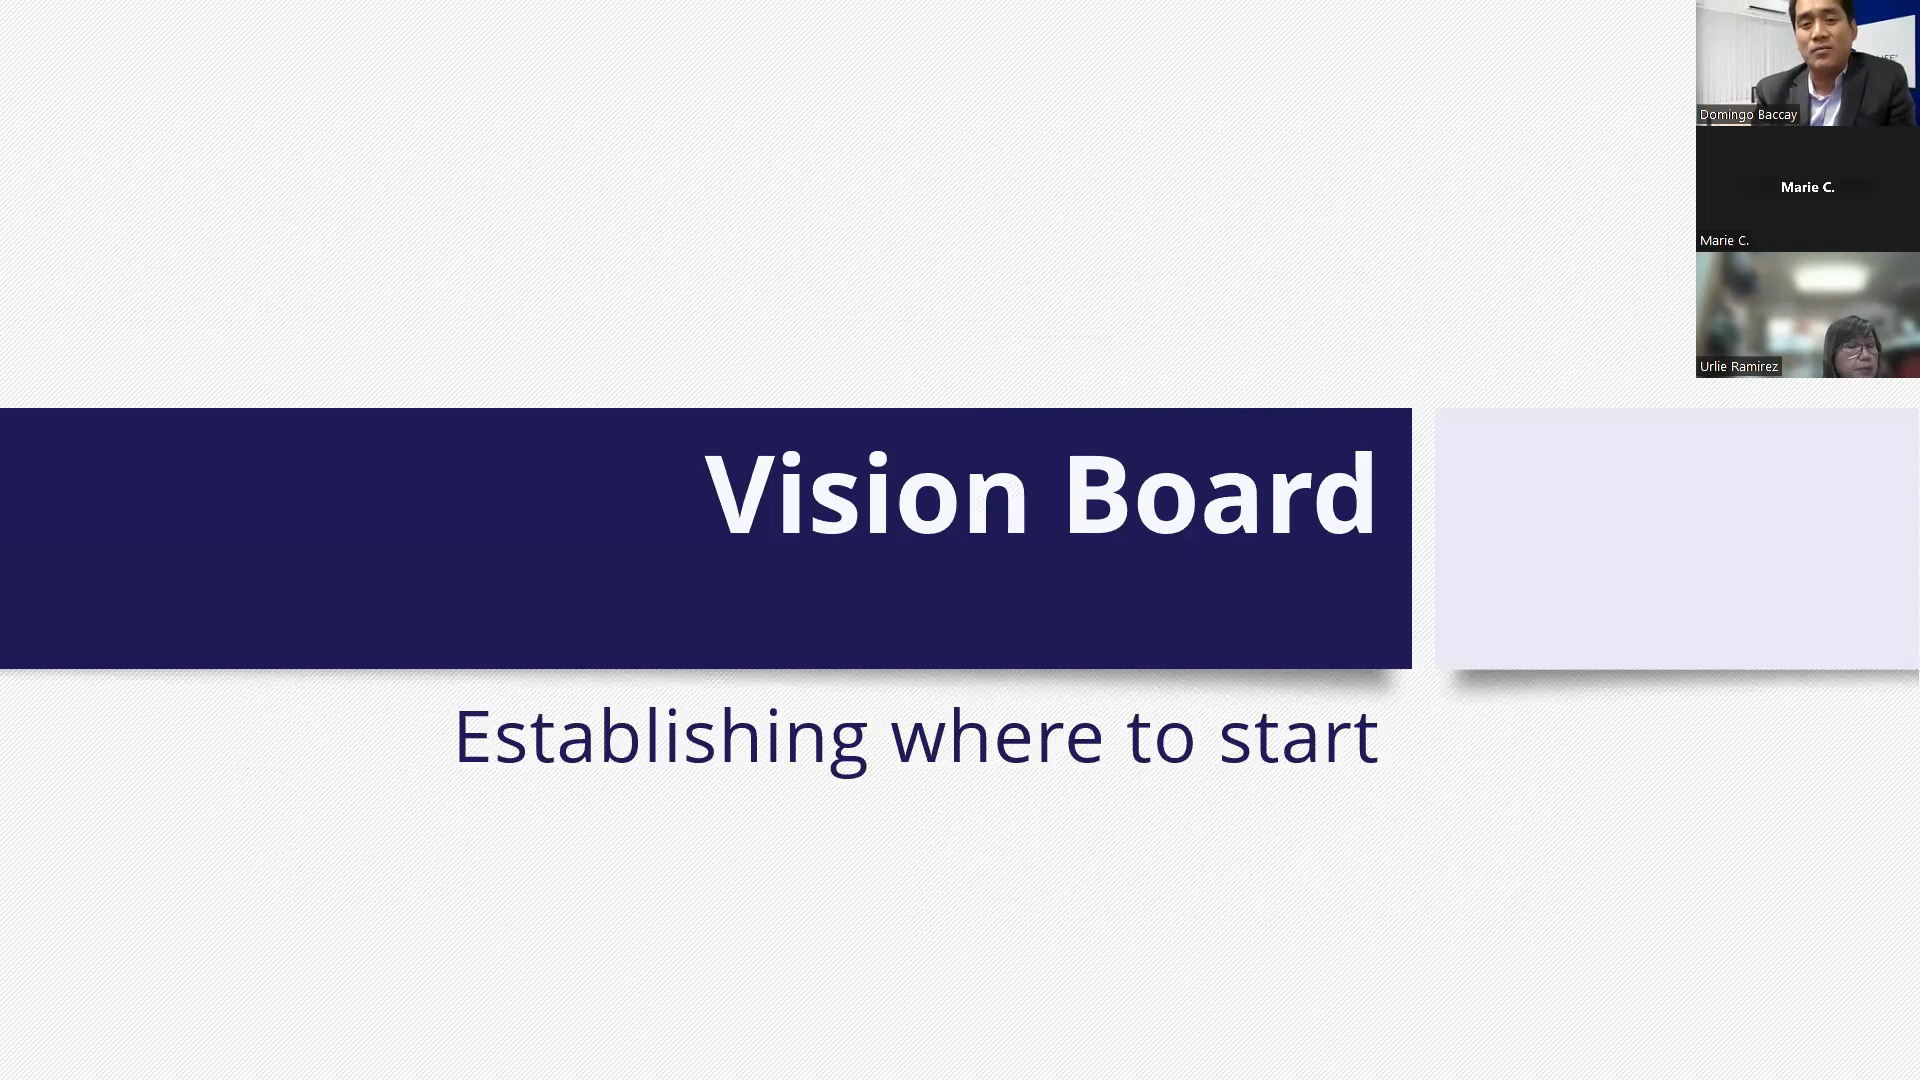 Domingo Baccay
Marie C.
Marie C.
Urlie Ramirez
Vision Board
Establishing where to start